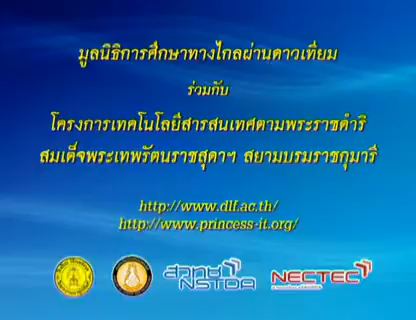 มูลนิธิการศึกษาทางไกลผ่านดาวเทียม
ร่วมกับ
โครงการเทคโนโลยีสารสนเทศตามพระราชดำริ
สมเด็จพระเทพรัตนราชสุดาฯ สยามบรมราชกุมารี
http://www.dlf.ac.th/
http://www.princess-it.org/
สวทช
NSTDA
NECTEC